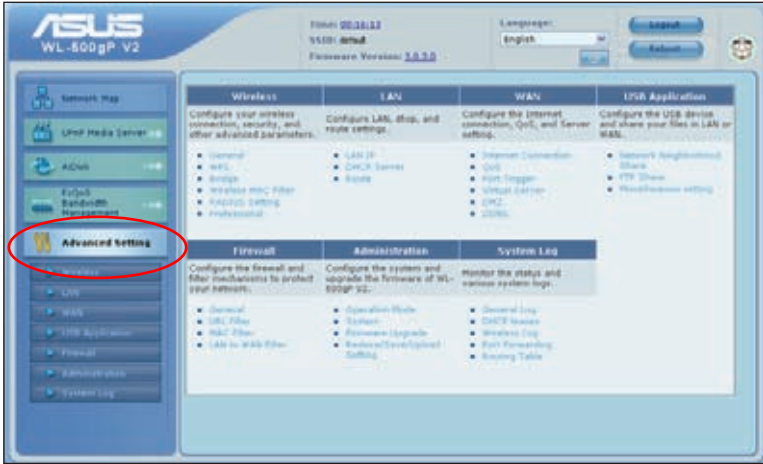 ASUS
WL-500gP V2
Time: 00:16:13
SSID: default
Firmware Version: 3.0.3.0
Language:
English
Logout
Reboot
Network Map
UPnP Media Server
AiDisk
EzQoS
Bandwidth
Management
Advanced Setting
Wireless
LAN
WAN
USB Application
Firewall
Administration
System Log
Wireless
Configure your wireless
connection, security, and
other advanced parameters.
General
WPS
Bridge
Wireless MAC Filter
RADIUS Setting
Professional
LAN
Configure LAN, dhcp, and
route settings.
LAN IP
DHCP Server
Route
WAN
Configure the Internet
connection, QoS, and Server
setting.
Internet Connection
QoS
Port Trigger
Virtual Server
DMZ
DDNS
USB Application
Configure the USB device
and share your files in LAN or
WAN.
Network Neighborhood
Share
FTP Share
Miscellaneous setting
Firewall
Configure the firewall and
filter mechanisms to protect
your network.
General
URL Filter
MAC Filter
LAN to WAN Filter
Administration
Configure the system and
upgrade the firmware of WL-
500gP V2.
Operation Mode
System
Firmware Upgrade
Restore/Save/Upload
Setting
System Log
Monitor the status and
various system logs.
General Log
DHCP leases
Wireless Log
Port Forwarding
Routing Table